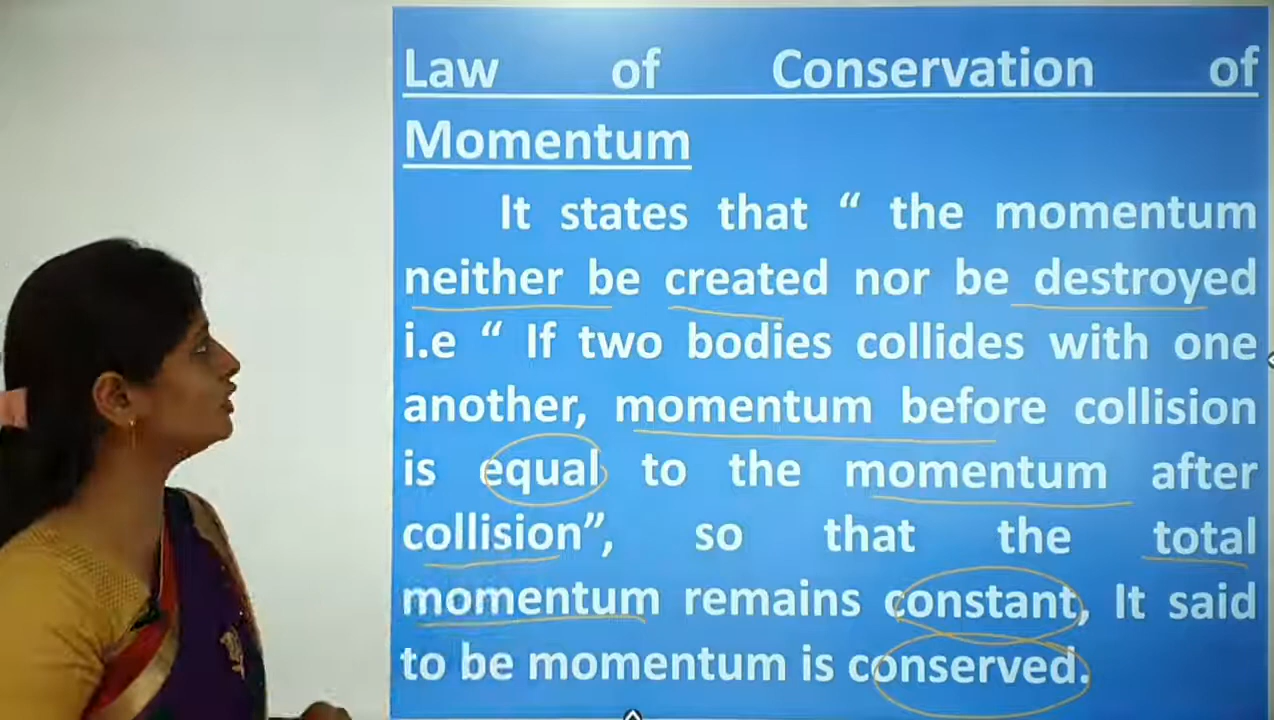 Law of Conservation of
Momentum
It states that “ the momentum
neither be created nor be destroyed
i.e “ If two bodies collides with one
another, momentum before collision
is equal to the momentum after
collision”, so that the total
momentum remains constant, It said
to be momentum is conserved.